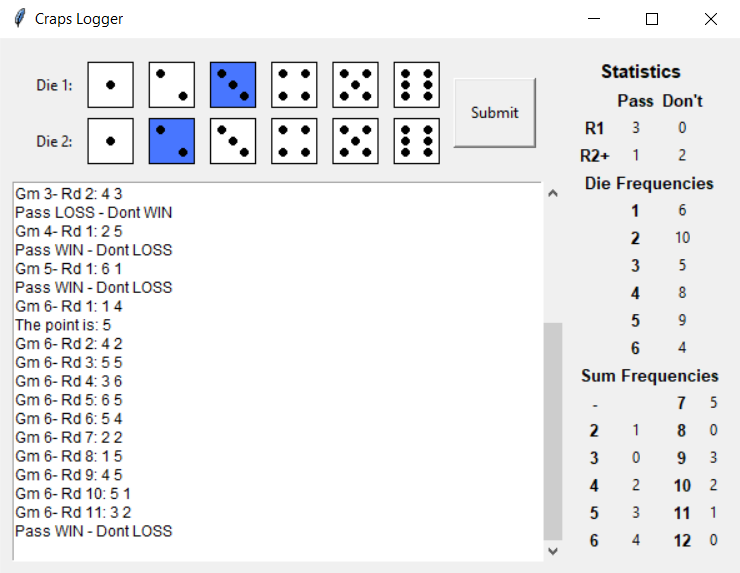 Craps Logger
Die 1:
Die 2:
Submit
Gm 3- Rd 2: 4 3
Pass LOSS - Dont WIN
Gm 4- Rd 1: 2 5
Pass WIN - Dont LOSS
Gm 5- Rd 1: 6 1
Pass WIN - Dont LOSS
Gm 6- Rd 1: 1 4
The point is: 5
Gm 6- Rd 2: 4 2
Gm 6- Rd 3: 5 5
Gm 6- Rd 4: 3 6
Gm 6- Rd 5: 6 5
Gm 6- Rd 6: 5 4
Gm 6- Rd 7: 2 2
Gm 6- Rd 8: 1 5
Gm 6- Rd 9: 4 5
Gm 6- Rd 10: 5 1
Gm 6- Rd 11: 3 2
Pass WIN - Dont LOSS
Statistics
Pass Don't
R1 3 0
R2+ 1 2
Die Frequencies
1 6
2 10
3 5
4 8
5 9
6 4
Sum Frequencies
- 7 5
2 1 8 0
3 0 9 3
4 2 10 2
5 3 11 1
6 4 12 0